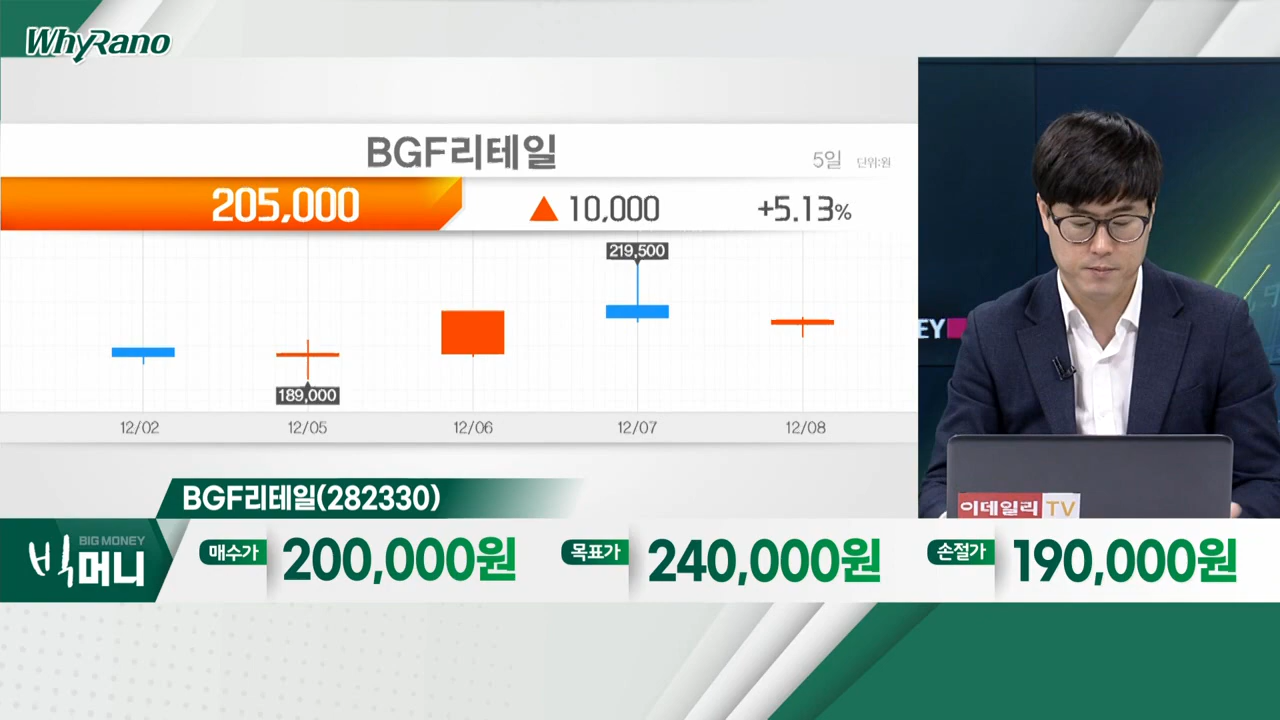 WhyRano
BGF리테일
5일 단위:원
205,000 ▲ 10,000 +5.13%
219,500
189,000
12/02 12/05 12/06 12/07 12/08
EY
이데일리 TV
BGF리테일(282330)
BIG MONEY
빅머니
매수가 200,000원 목표가 240,000원 손절가 190,000원